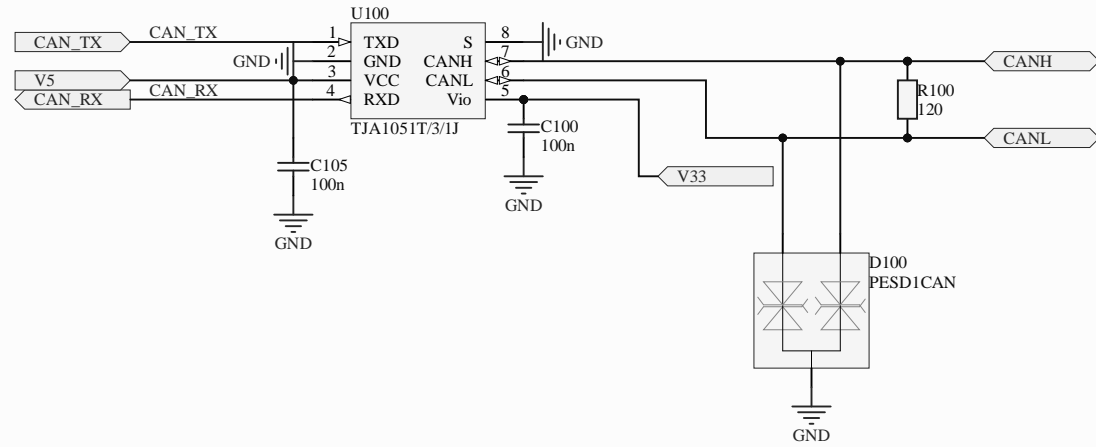 U100
CAN_TX
CAN_TX
1
TXD
S
8
GND
GND
2
GND
CANH
7
CANH
V5
3
VCC
CANL
6
CAN_RX
CAN_RX
4
RXD
Vio
5
R100
120
TJA1051T/3/1J
C100
100n
CANL
C105
100n
V33
GND
GND
D100
PESD1CAN
GND